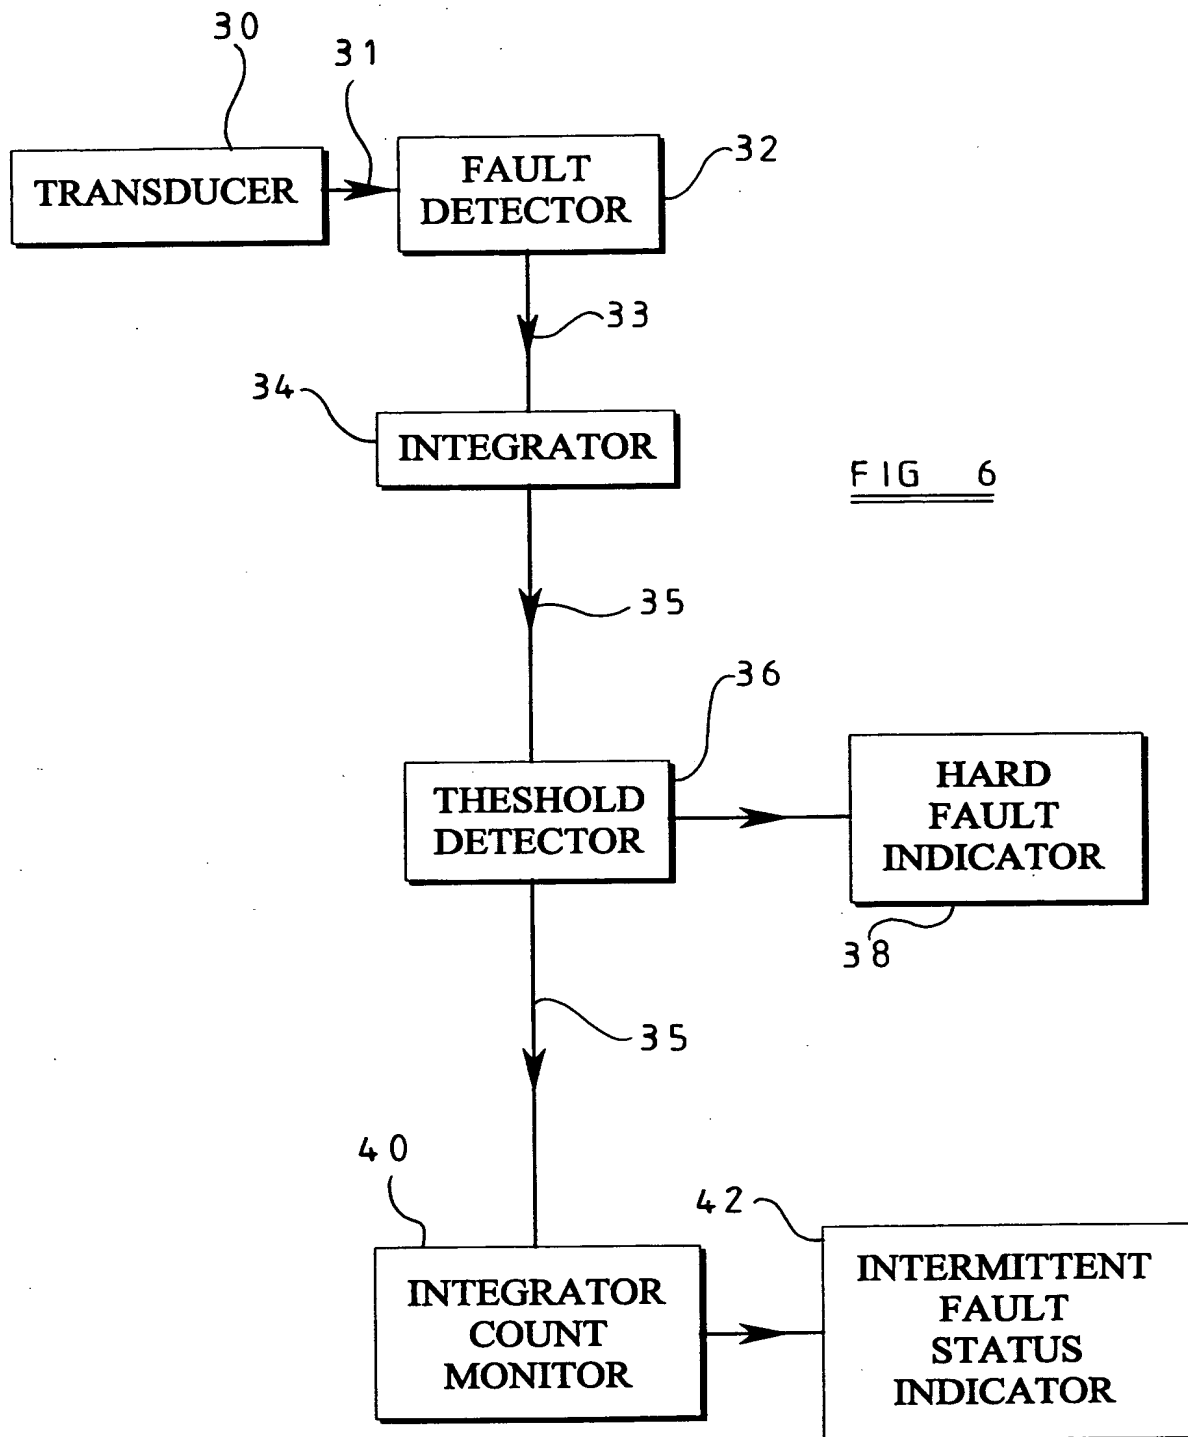 30
31
TRANSDUCER
FAULT
DETECTOR
32
33
34
INTEGRATOR
FIG 6
35
36
THESHOLD
DETECTOR
HARD
FAULT
INDICATOR
38
35
40
42
INTEGRATOR
COUNT
MONITOR
INTERMITTENT
FAULT
STATUS
INDICATOR